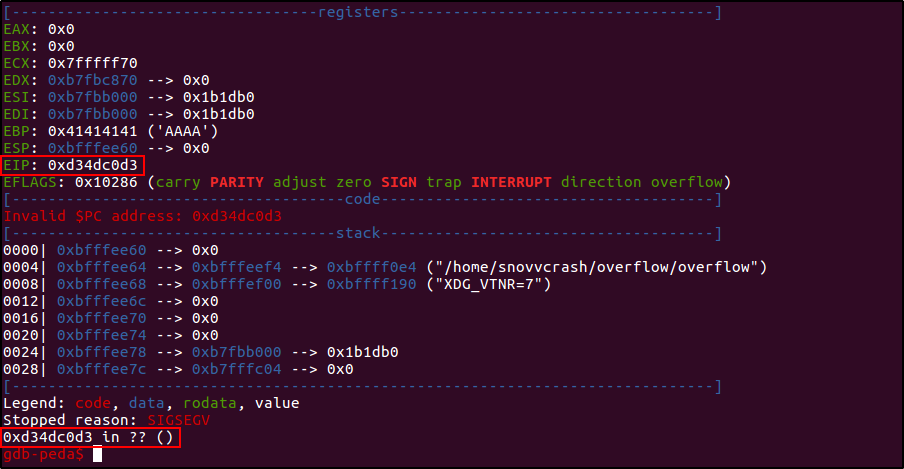 [----------------------------------registers-----------------------------------]
EAX: 0x0
EBX: 0x0
ECX: 0x7fffff70
EDX: 0xb7fbc870 --> 0x0
ESI: 0xb7fbb000 --> 0x1b1db0
EDI: 0xb7fbb000 --> 0x1b1db0
EBP: 0x41414141 ('AAAA')
ESP: 0xbfffee60 --> 0x0
EIP: 0xd34dc0d3
EFLAGS: 0x10286 (carry PARITY adjust zero SIGN trap INTERRUPT direction overflow)
[-------------------------------------code-------------------------------------]
Invalid $PC address: 0xd34dc0d3
[------------------------------------stack-------------------------------------]
0000| 0xbfffee60 --> 0x0
0004| 0xbfffee64 --> 0xbfffeef4 --> 0xbffff0e4 ("/home/snovvcrash/overflow/overflow")
0008| 0xbfffee68 --> 0xbfffef00 --> 0xbffff190 ("XDG_VTNR=7")
0012| 0xbfffee6c --> 0x0
0016| 0xbfffee70 --> 0x0
0020| 0xbfffee74 --> 0x0
0024| 0xbfffee78 --> 0xb7fbb000 --> 0x1b1db0
0028| 0xbfffee7c --> 0xb7fffc04 --> 0x0
[------------------------------------------------------------------------------]
Legend: code, data, rodata, value
Stopped reason: SIGSEGV
0xd34dc0d3 in ?? ()
gdb-peda$